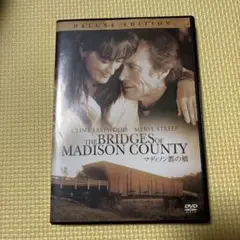 DELUXE EDITION
CLINT EASTWOOD MERYL STREEP
THE BRIDGES OF
MADISON COUNTY
マディソン郡の橋
DVD